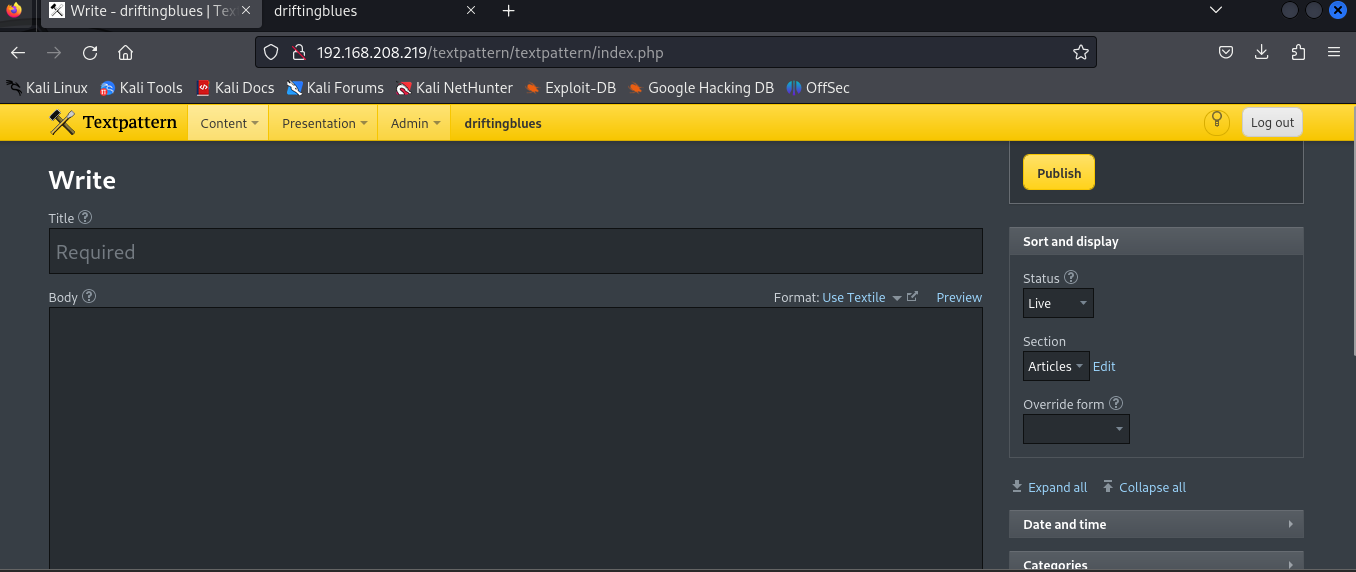 Write - driftingblues | Tex
driftingblues
192.168.208.219/textpattern/textpattern/index.php
Kali Linux Kali Tools Kali Docs Kali Forums Kali NetHunter Exploit-DB Google Hacking DB OffSec
Textpattern Content Presentation Admin driftingblues Log out
Write
Publish
Title
Required
Body Format: Use Textile Preview
Sort and display
Status
Live
Section
Articles Edit
Override form
Expand all Collapse all
Date and time
Categories